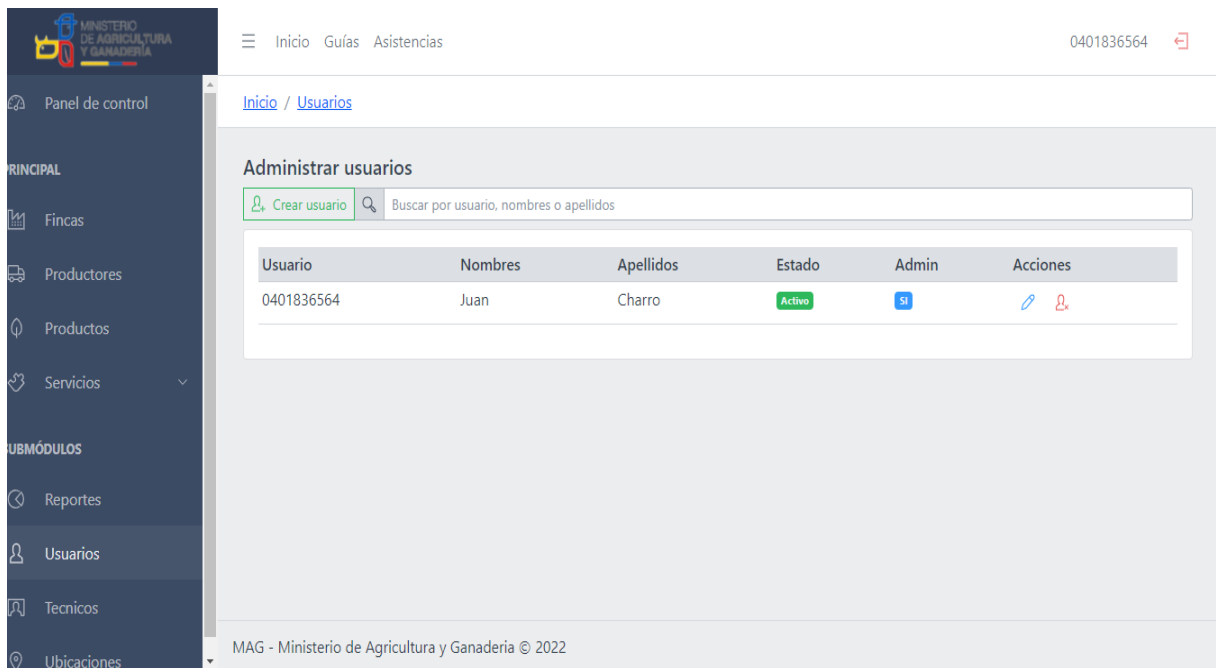 MINISTERIO
DE AGRICULTURA
Y GANADERÍA
Inicio Guías Asistencias
0401836564
Panel de control
Inicio / Usuarios
PRINCIPAL
Administrar usuarios
Crear usuario
Buscar por usuario, nombres o apellidos
Fincas
Productores
Productos
Servicios
SUBMÓDULOS
Reportes
Usuarios
Tecnicos
Ubicaciones
Usuario Nombres Apellidos Estado Admin Acciones
0401836564 Juan Charro Activo SI
MAG - Ministerio de Agricultura y Ganaderia © 2022